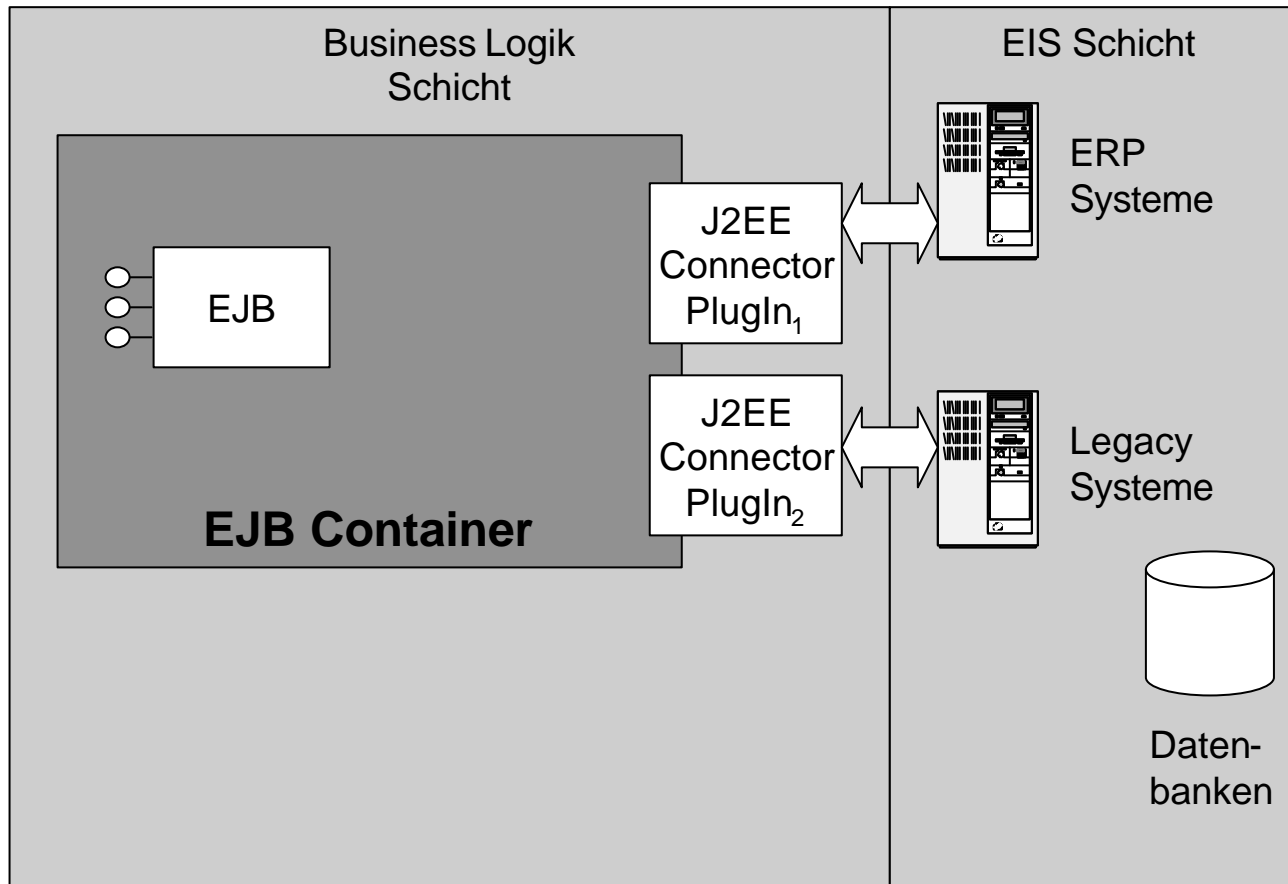 Business Logik
Schicht
EIS Schicht
ERP
Systeme
J2EE
Connector
PlugIn1
EJB
J2EE
Connector
PlugIn2
Legacy
Systeme
EJB Container
Daten-
banken